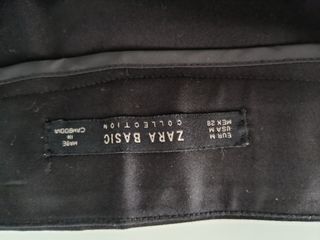 ZARA BASIC
COLLECTION
EUR M
USA M
MEX 28
MADE
IN
CAMBODIA